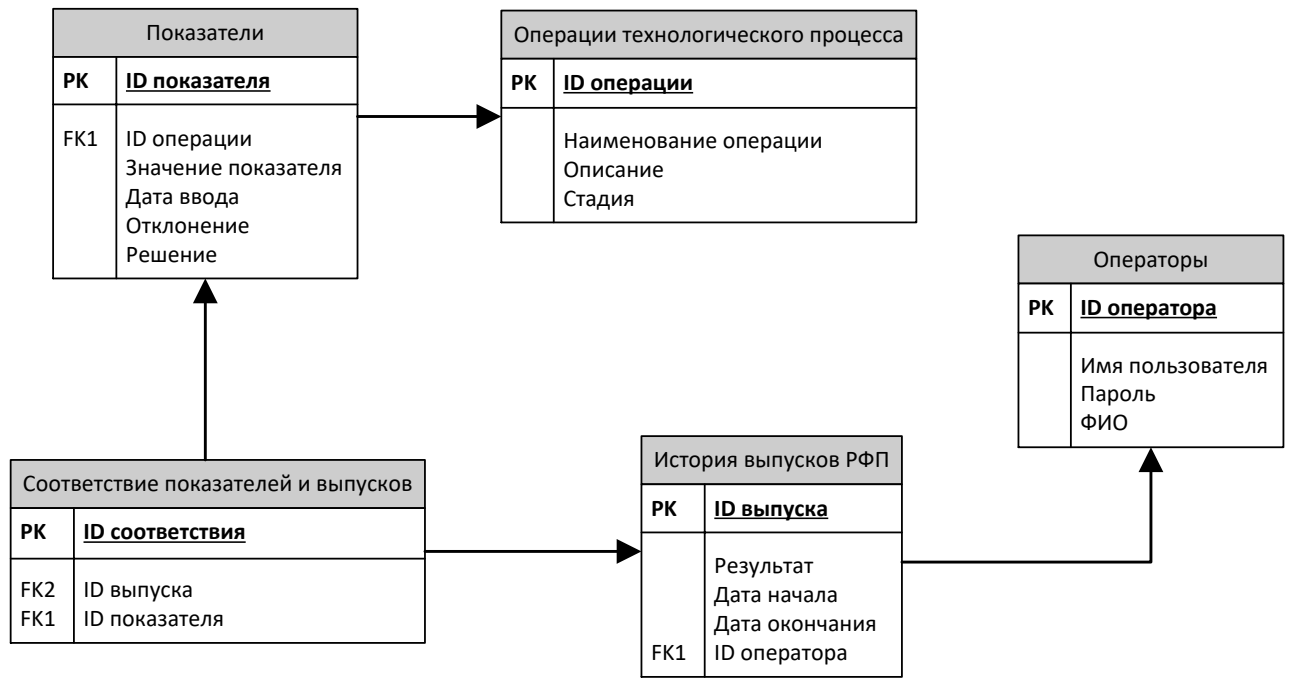 Показатели
PK ID показателя
FK1 ID операции
Значение показателя
Дата ввода
Отклонение
Решение
Операции технологического процесса
PK ID операции
Наименование операции
Описание
Стадия
Операторы
PK ID оператора
Имя пользователя
Пароль
ФИО
Соответствие показателей и выпусков
PK ID соответствия
FK2 ID выпуска
FK1 ID показателя
История выпусков РФП
PK ID выпуска
Результат
Дата начала
Дата окончания
FK1 ID оператора